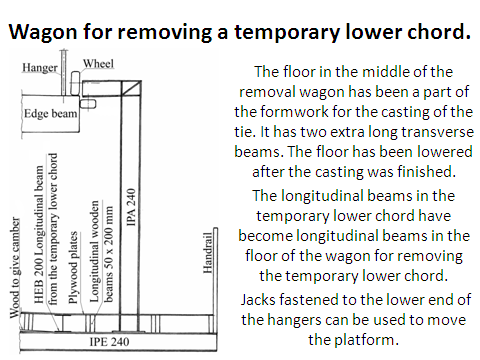 Wagon for removing a temporary lower chord.
Hanger
Wheel
Edge beam
Wood to give camber
HEB 200 Longitudinal beam
from the temporary lower chord
Plywood plates
Longitudinal wooden
beams 50 x 200 mm
IPA 240
Handrail
IPE 240
The floor in the middle of the
removal wagon has been a part of
the formwork for the casting of the
tie. It has two extra long transverse
beams. The floor has been lowered
after the casting was finished.
The longitudinal beams in the
temporary lower chord have
become longitudinal beams in the
floor of the wagon for removing
the temporary lower chord.
Jacks fastened to the lower end of
the hangers can be used to move
the platform.